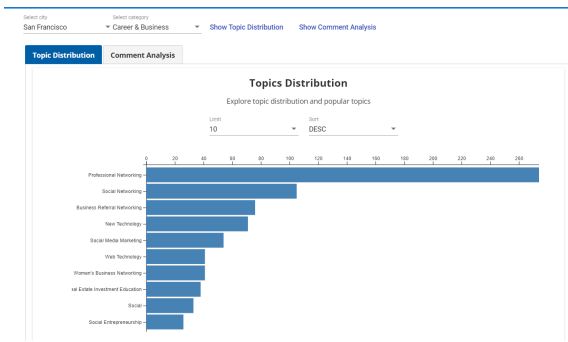 Select city Select category
San Francisco Career & Business Show Topic Distribution Show Comment Analysis
Topic Distribution Comment Analysis
Topics Distribution
Explore topic distribution and popular topics
Limit Sort
10 DESC
0 20 40 60 80 100 120 140 160 180 200 220 240 260
Professional Networking
Social Networking
Business Referral Networking
New Technology
Social Media Marketing
Web Technology
Women's Business Networking
al Estate Investment Education
Social
Social Entrepreneurship